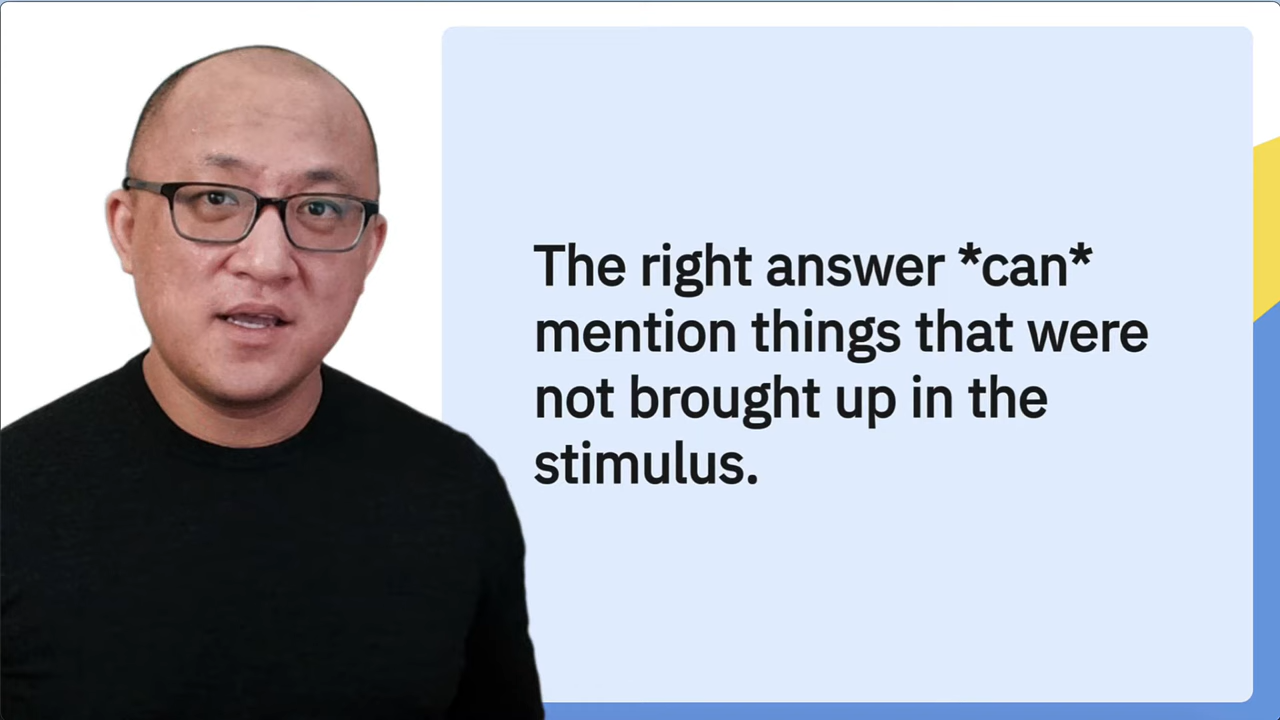 The right answer *can*
mention things that were
not brought up in the
stimulus.